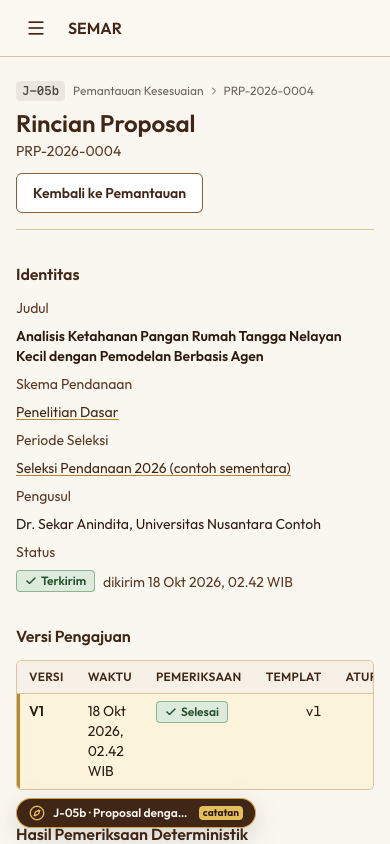 SEMAR
J-05b Pemantauan Kesesuaian > PRP-2026-0004
Rincian Proposal
PRP-2026-0004
Kembali ke Pemantauan
Identitas
Judul
Analisis Ketahanan Pangan Rumah Tangga Nelayan
Kecil dengan Pemodelan Berbasis Agen
Skema Pendanaan
Penelitian Dasar
Periode Seleksi
Seleksi Pendanaan 2026 (contoh sementara)
Pengusul
Dr. Sekar Anindita, Universitas Nusantara Contoh
Status
Terkirim dikirim 18 Okt 2026, 02.42 WIB
Versi Pengajuan
VERSI WAKTU PEMERIKSAAN TEMPLAT ATUR
V1 18 Okt Selesai v1
2026,
02.42
WIB
J-05b · Proposal denga... catatan
Hasil Pemeriksaan Deterministik